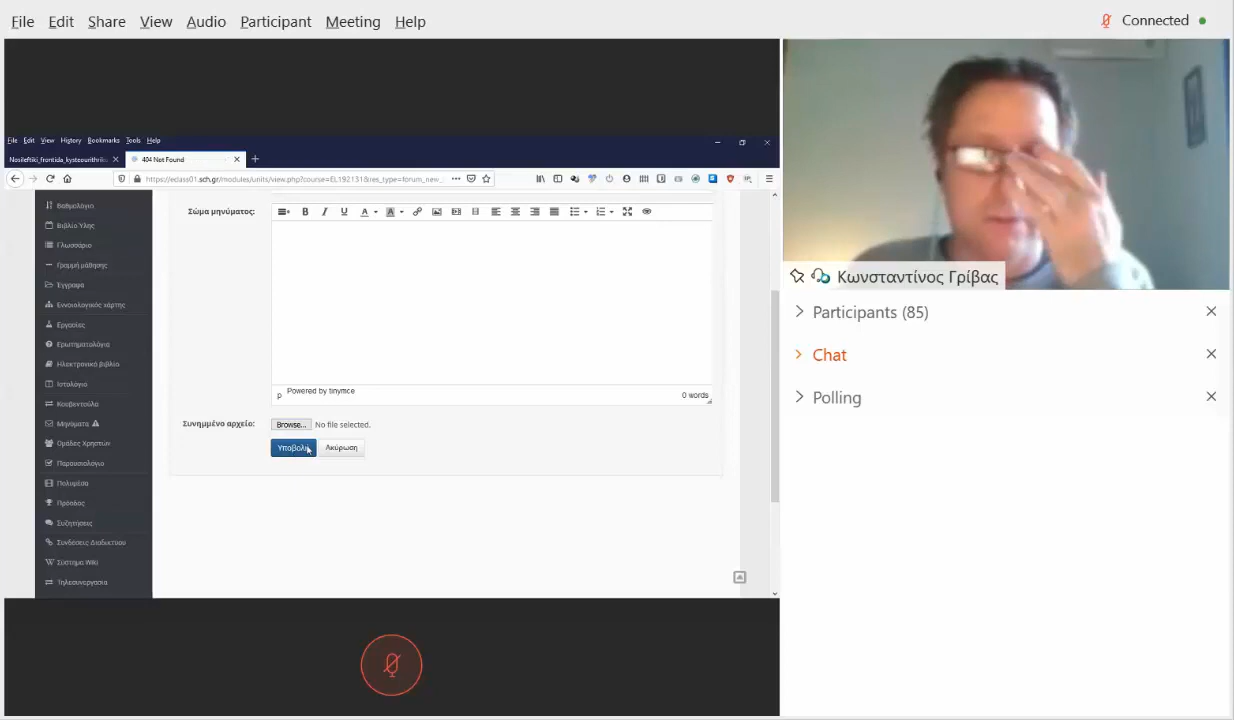 File Edit Share View Audio Participant Meeting Help
Connected
File Edit View History Bookmarks Tools Help
404 Not Found
Βαθμολόγιο
Βιβλίο Ύλης
Γλωσσάριο
Γραμμή μάθησης
Έγγραφα
Εννοιολογικός χάρτης
Εργασίες
Ερωτηματολόγια
Ηλεκτρονικό βιβλίο
Ιστολόγιο
Κουβεντούλα
Μηνύματα
Ομάδες Χρηστών
Παρουσιολόγιο
Πολυμέσα
Πρόοδος
Συζητήσεις
Συνδέσεις Διαδικτύου
Σύστημα Wiki
Τηλεσυνεργασία
Σώμα μηνύματος:
B I U A A
p Powered by tinymce 0 words
Συνημμένο αρχείο: Browse... No file selected.
Υποβολή Ακύρωση
Κωνσταντίνος Γρίβας
Participants (85)
Chat
Polling